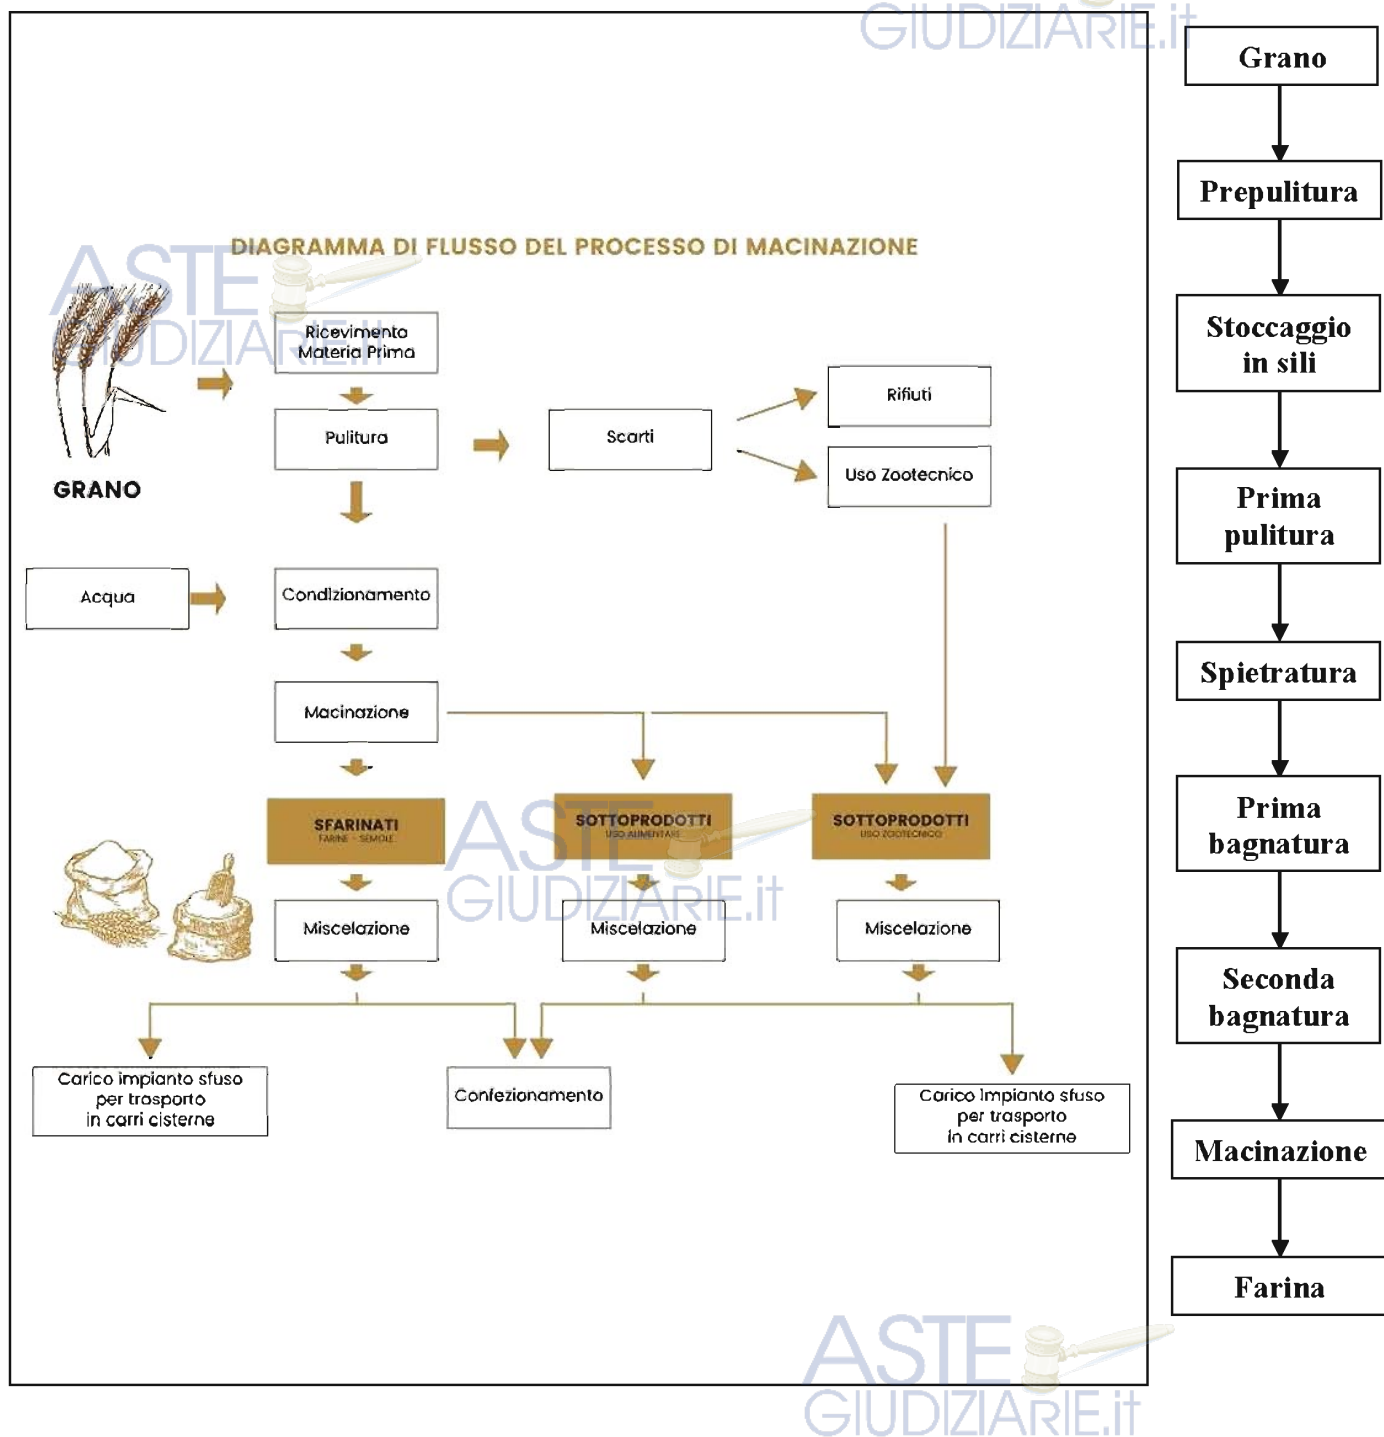 GIUDIZIARIE.it
DIAGRAMMA DI FLUSSO DEL PROCESSO DI MACINAZIONE
ASTE
GIUDIZIARIE.it
GRANO
Ricevimento
Materia Prima
Pulitura
Scarti
Rifiuti
Uso Zootecnico
Acqua
Condizionamento
Macinazione
SFARINATI
FARINE - SEMOLE
SOTTOPRODOTTI
USO ALIMENTARE
SOTTOPRODOTTI
USO ZOOTECNICO
ASTE
GIUDIZIARIE.it
Miscelazione
Miscelazione
Miscelazione
Carico impianto sfuso
per trasporto
in carri cisterne
Confezionamento
Carico Impianto sfuso
per trasporto
in carri cisterne
Grano
Prepulitura
Stoccaggio
in sili
Prima
pulitura
Spietratura
Prima
bagnatura
Seconda
bagnatura
Macinazione
Farina
ASTE
GIUDIZIARIE.it